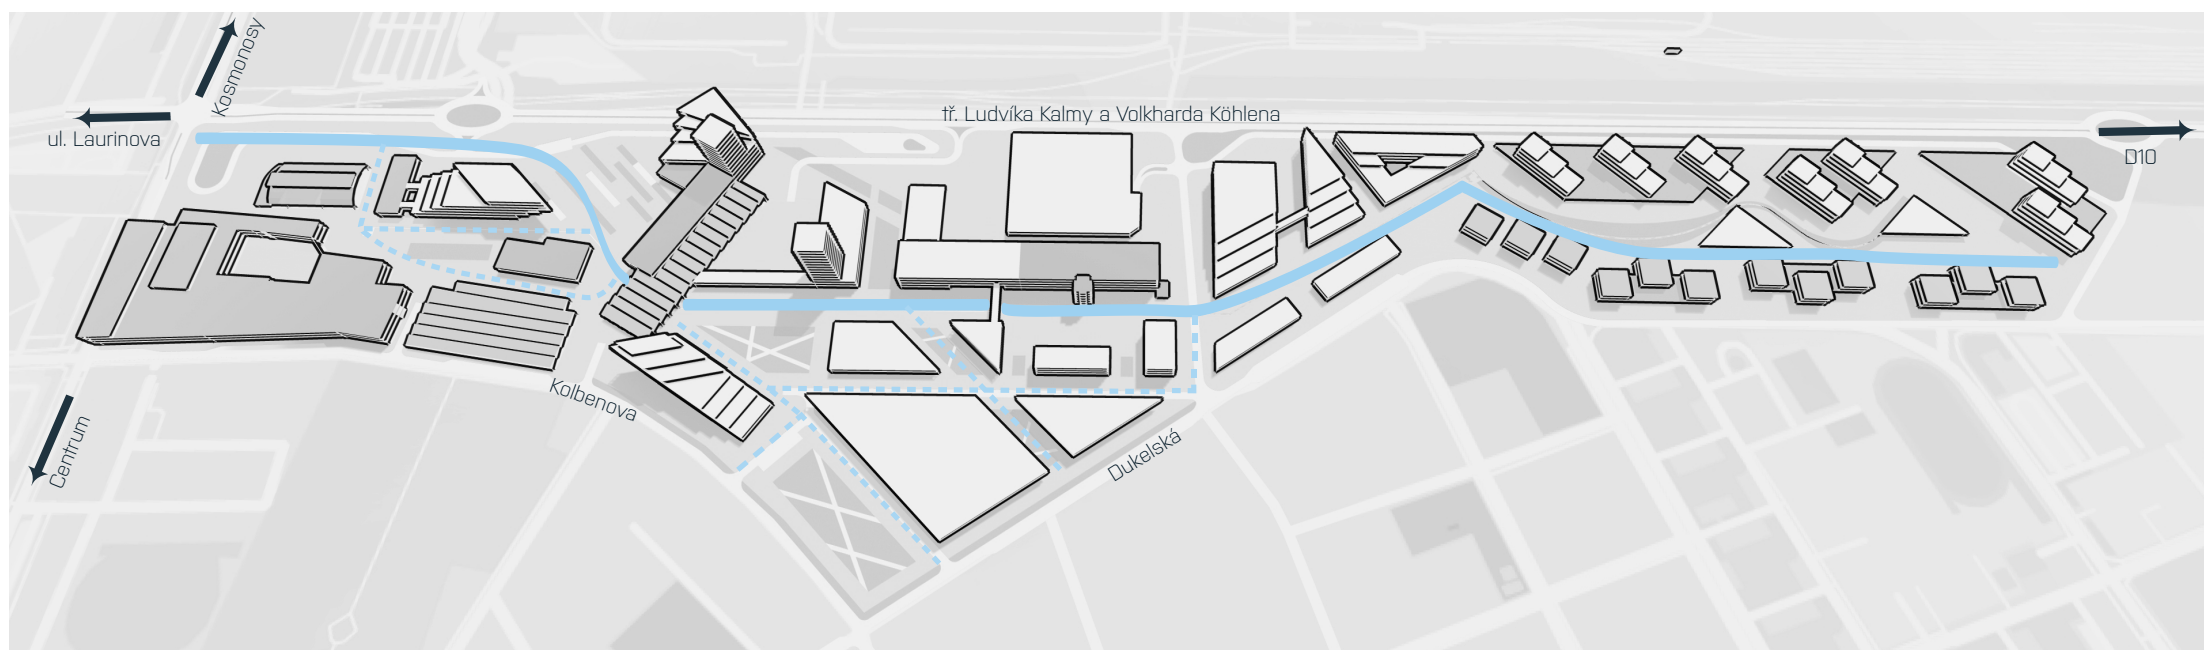 Kosmonosy
ul. Laurinova
tř. Ludvíka Kalmy a Volkharda Köhlena
D10
Kolbenova
Centrum
Dukelská